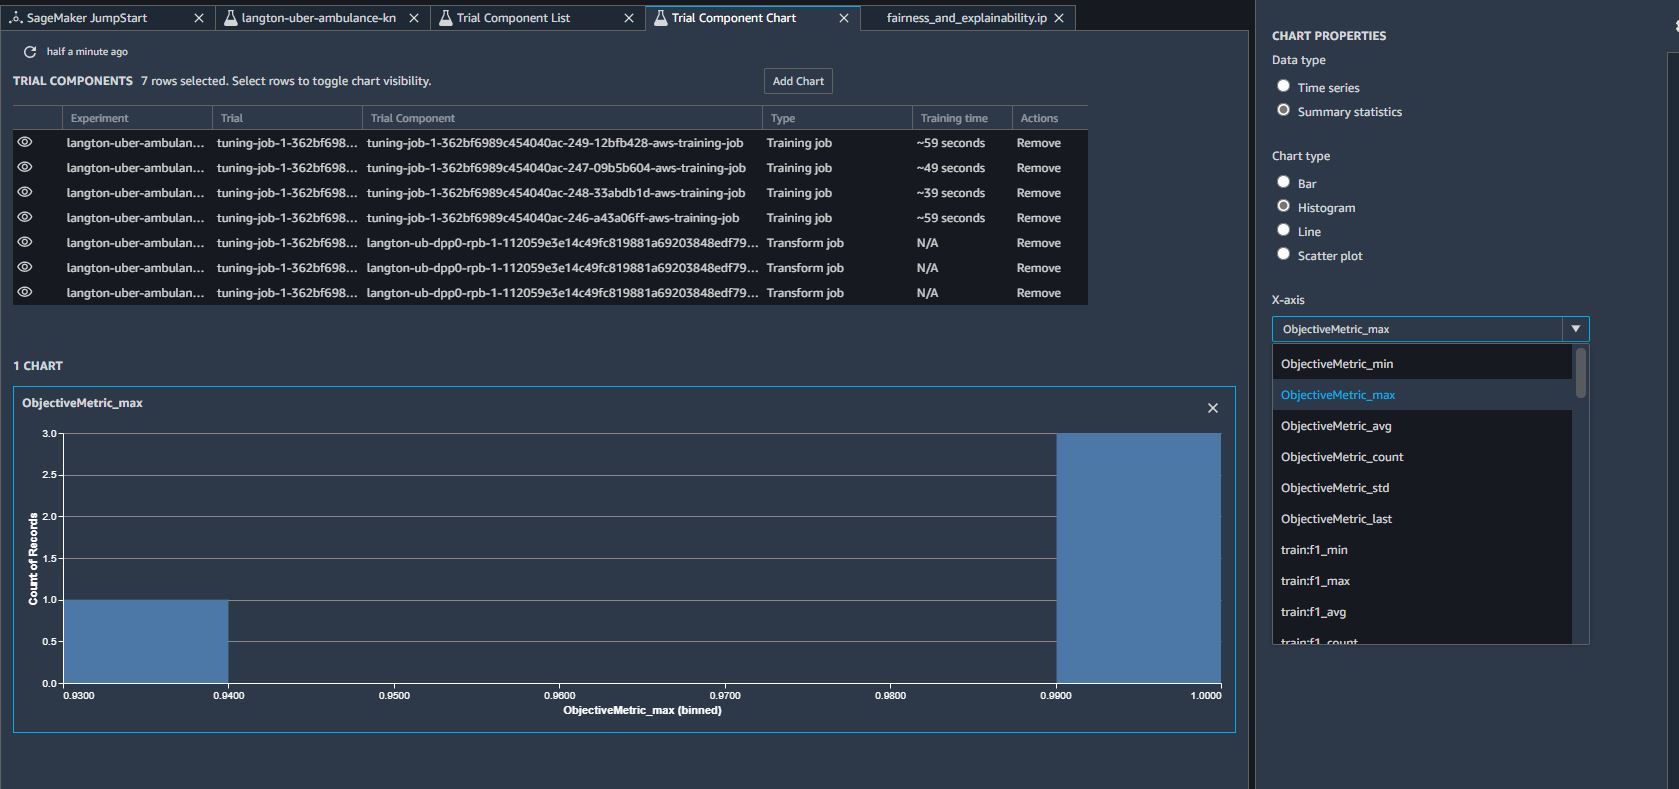 SageMaker JumpStart
langton-uber-ambulance-kn
Trial Component List
Trial Component Chart
fairness_and_explainability.ip
half a minute ago
TRIAL COMPONENTS 7 rows selected. Select rows to toggle chart visibility.
Add Chart
Experiment Trial Trial Component Type Training time Actions
langton-uber-ambulan... tuning-job-1-362bf698... tuning-job-1-362bf6989c454040ac-249-12bfb428-aws-training-job Training job ~59 seconds Remove
langton-uber-ambulan... tuning-job-1-362bf698... tuning-job-1-362bf6989c454040ac-247-09b5b604-aws-training-job Training job ~49 seconds Remove
langton-uber-ambulan... tuning-job-1-362bf698... tuning-job-1-362bf6989c454040ac-248-33abdb1d-aws-training-job Training job ~39 seconds Remove
langton-uber-ambulan... tuning-job-1-362bf698... tuning-job-1-362bf6989c454040ac-246-a43a06ff-aws-training-job Training job ~59 seconds Remove
langton-uber-ambulan... tuning-job-1-362bf698... langton-ub-dpp0-rpb-1-112059e3e14c49fc819881a69203848edf79... Transform job N/A Remove
langton-uber-ambulan... tuning-job-1-362bf698... langton-ub-dpp0-rpb-1-112059e3e14c49fc819881a69203848edf79... Transform job N/A Remove
langton-uber-ambulan... tuning-job-1-362bf698... langton-ub-dpp0-rpb-1-112059e3e14c49fc819881a69203848edf79... Transform job N/A Remove
1 CHART
ObjectiveMetric_max
3.0
2.5
2.0
1.5
1.0
0.5
0.0
Count of Records
0.9300 0.9400 0.9500 0.9600 0.9700 0.9800 0.9900 1.0000
ObjectiveMetric_max (binned)
CHART PROPERTIES
Data type
Time series
Summary statistics
Chart type
Bar
Histogram
Line
Scatter plot
X-axis
ObjectiveMetric_max
ObjectiveMetric_min
ObjectiveMetric_max
ObjectiveMetric_avg
ObjectiveMetric_count
ObjectiveMetric_std
ObjectiveMetric_last
train:f1_min
train:f1_max
train:f1_avg
train:f1_count